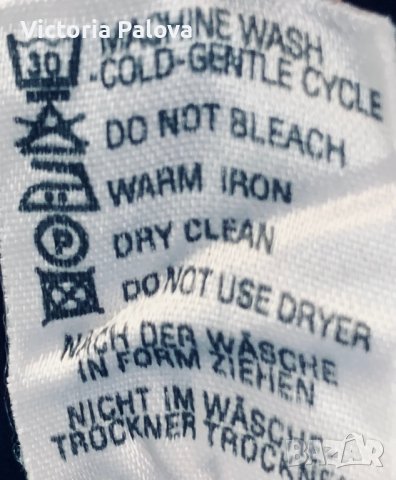 Victoria Palova
MACHINE WASH
30
-COLD-GENTLE CYCLE
DO NOT BLEACH
WARM IRON
P
DRY CLEAN
DO NOT USE DRYER
NACH DER WÄSCHE
IN FORM ZIEHEN
NICHT IM WÄSCHE
TROCKNER TROCK
BAZAR